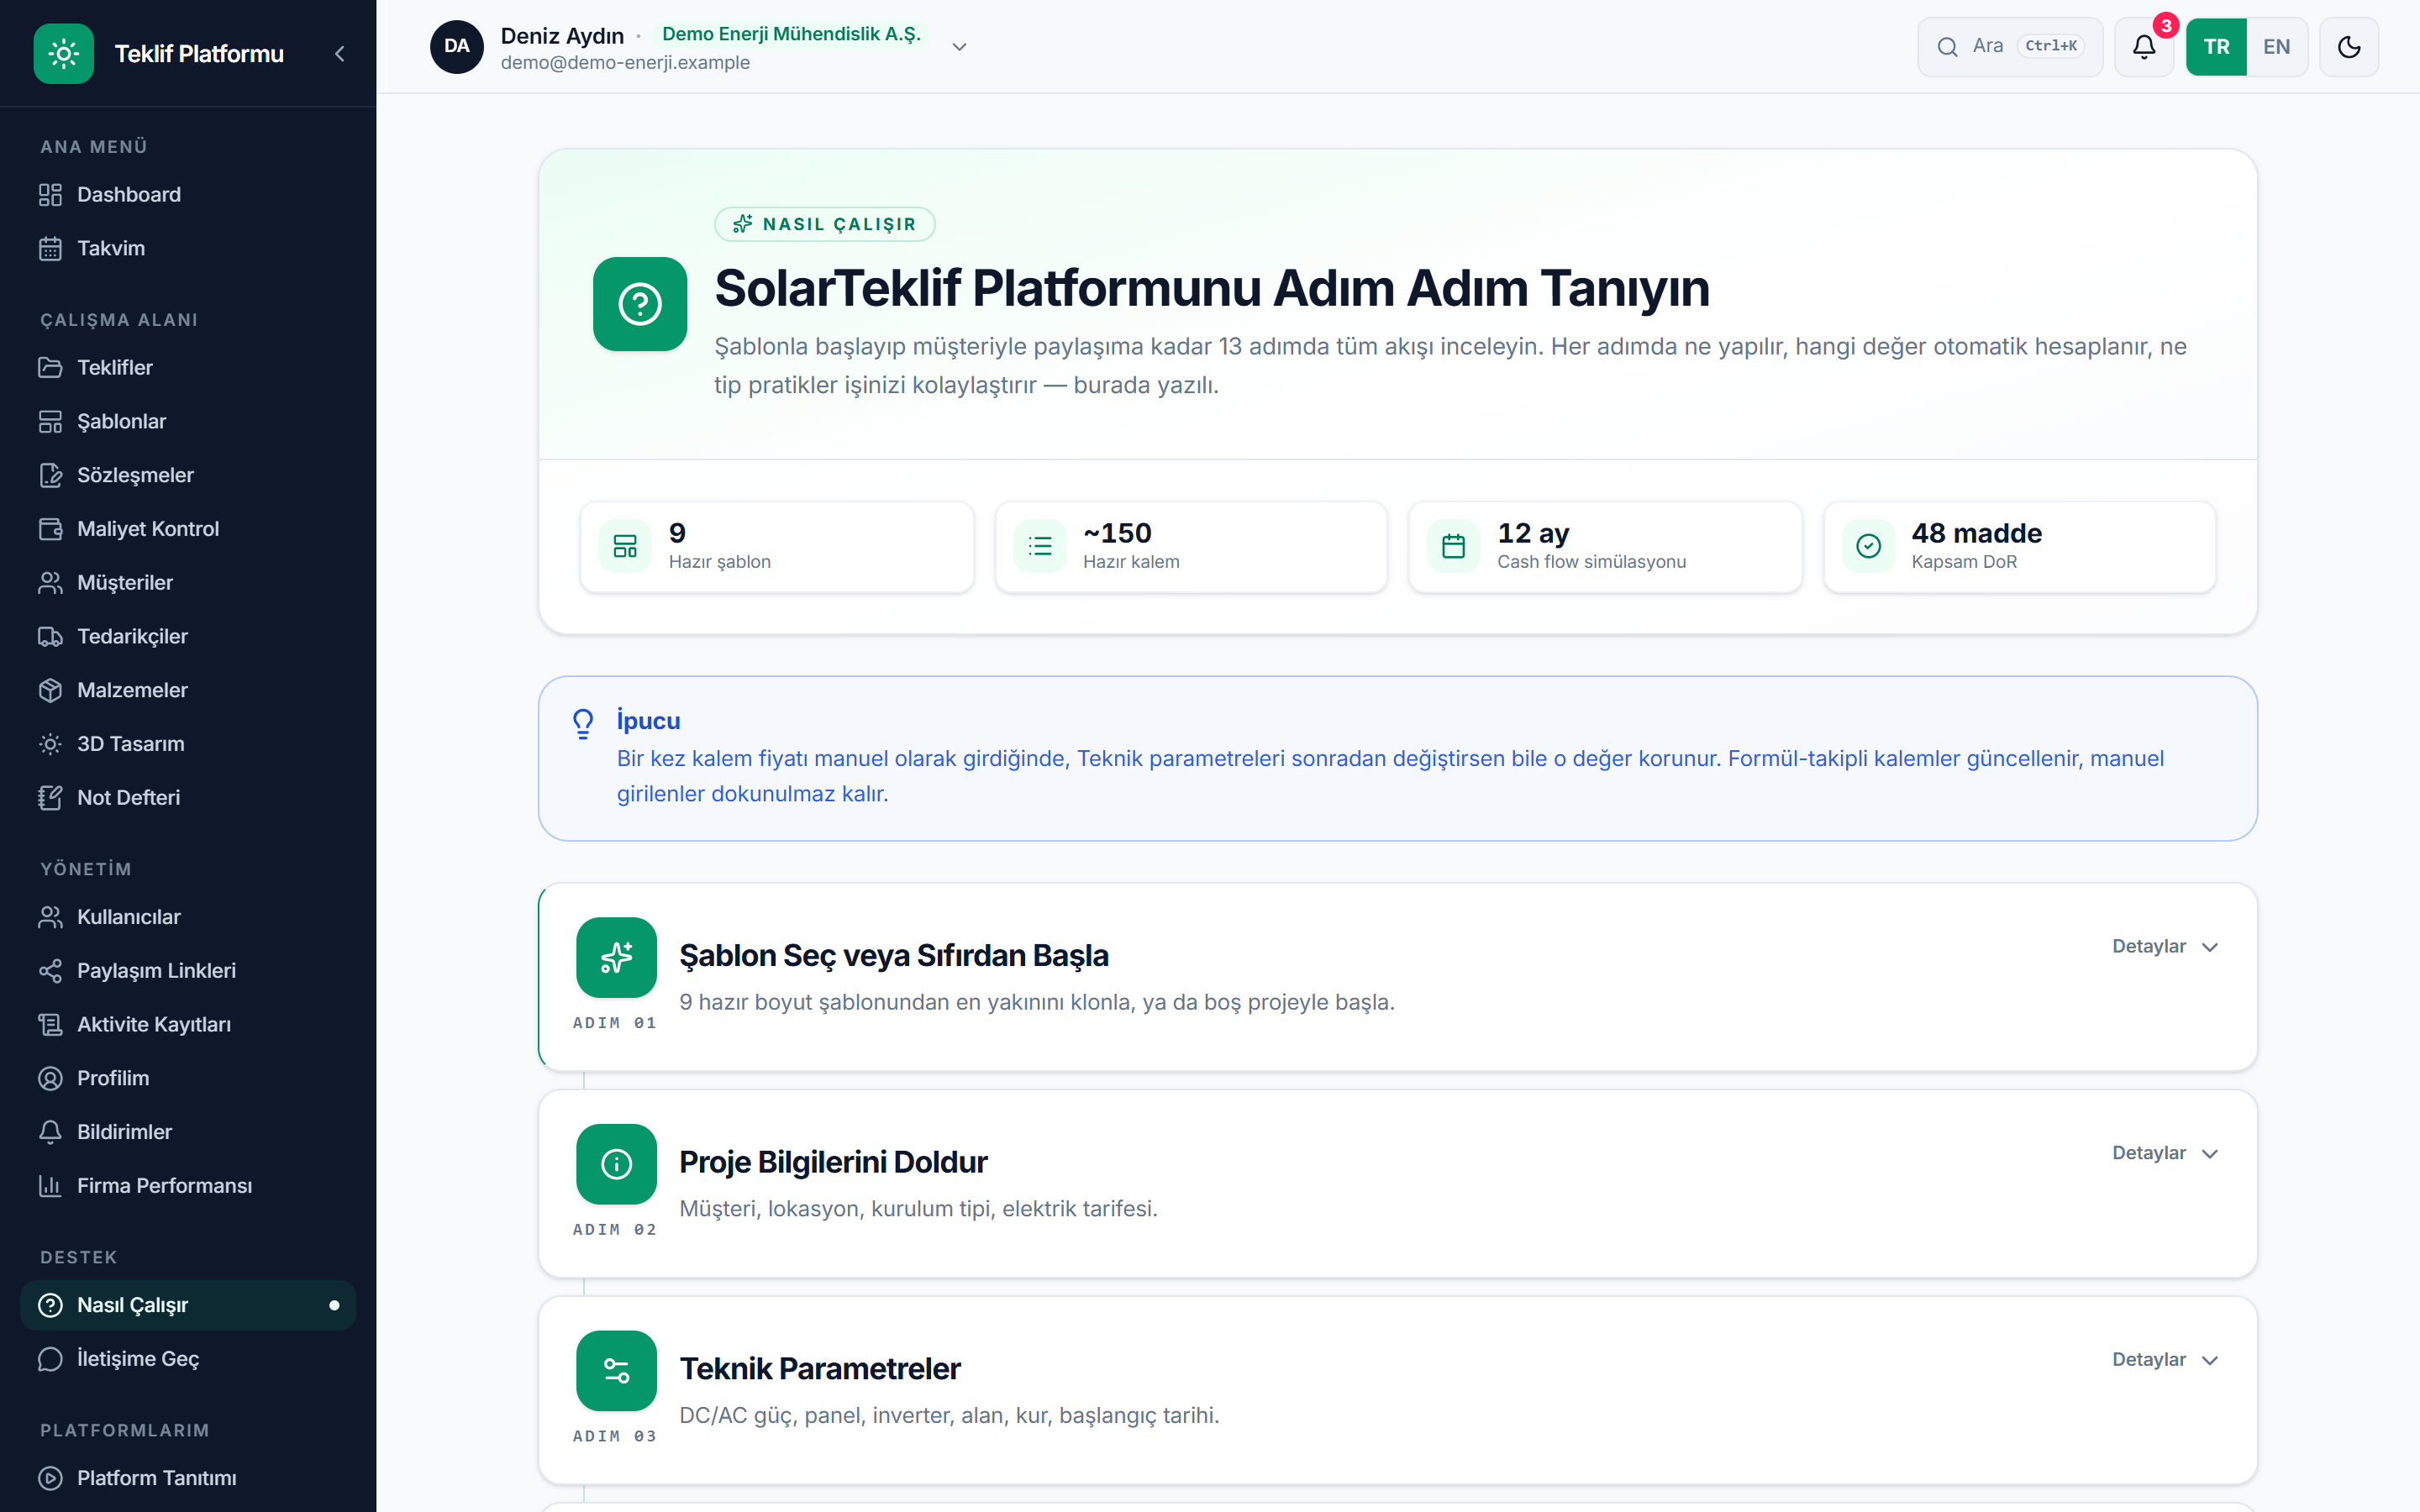 Teklif Platformu
ANA MENÜ
Dashboard
Takvim
ÇALIŞMA ALANI
Teklifler
Şablonlar
Sözleşmeler
Maliyet Kontrol
Müşteriler
Tedarikçiler
Malzemeler
3D Tasarım
Not Defteri
YÖNETİM
Kullanıcılar
Paylaşım Linkleri
Aktivite Kayıtları
Profilim
Bildirimler
Firma Performansı
DESTEK
Nasıl Çalışır
İletişime Geç
PLATFORMLARIM
Platform Tanıtımı
DA
Deniz Aydın · Demo Enerji Mühendislik A.Ş.
demo@demo-enerji.example
Ara Ctrl+K
3
TR EN
NASIL ÇALIŞIR
SolarTeklif Platformunu Adım Adım Tanıyın
Şablonla başlayıp müşteriyle paylaşıma kadar 13 adımda tüm akışı inceleyin. Her adımda ne yapılır, hangi değer otomatik hesaplanır, ne
tip pratikler işinizi kolaylaştırır — burada yazılı.
9
Hazır şablon
~150
Hazır kalem
12 ay
Cash flow simülasyonu
48 madde
Kapsam DoR
İpucu
Bir kez kalem fiyatı manuel olarak girdiğinde, Teknik parametreleri sonradan değiştirsen bile o değer korunur. Formül-takipli kalemler güncellenir, manuel
girilenler dokunulmaz kalır.
Şablon Seç veya Sıfırdan Başla
9 hazır boyut şablonundan en yakınını klonla, ya da boş projeyle başla.
ADIM 01
Detaylar
Proje Bilgilerini Doldur
Müşteri, lokasyon, kurulum tipi, elektrik tarifesi.
ADIM 02
Detaylar
Teknik Parametreler
DC/AC güç, panel, inverter, alan, kur, başlangıç tarihi.
ADIM 03
Detaylar